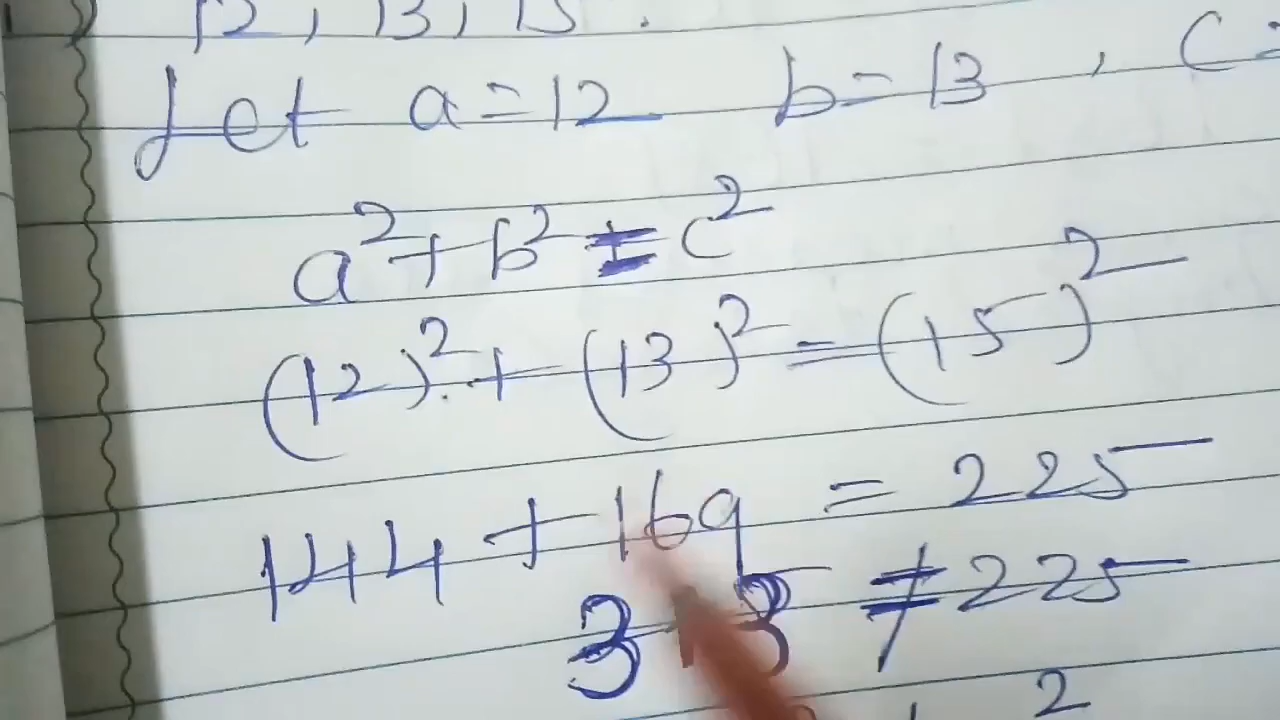 12, 13, 15.
Let a=12 b=13, C=
a²+b²=c²
(12)²+(13)²=(15)²
144+169=225
313≠225
2